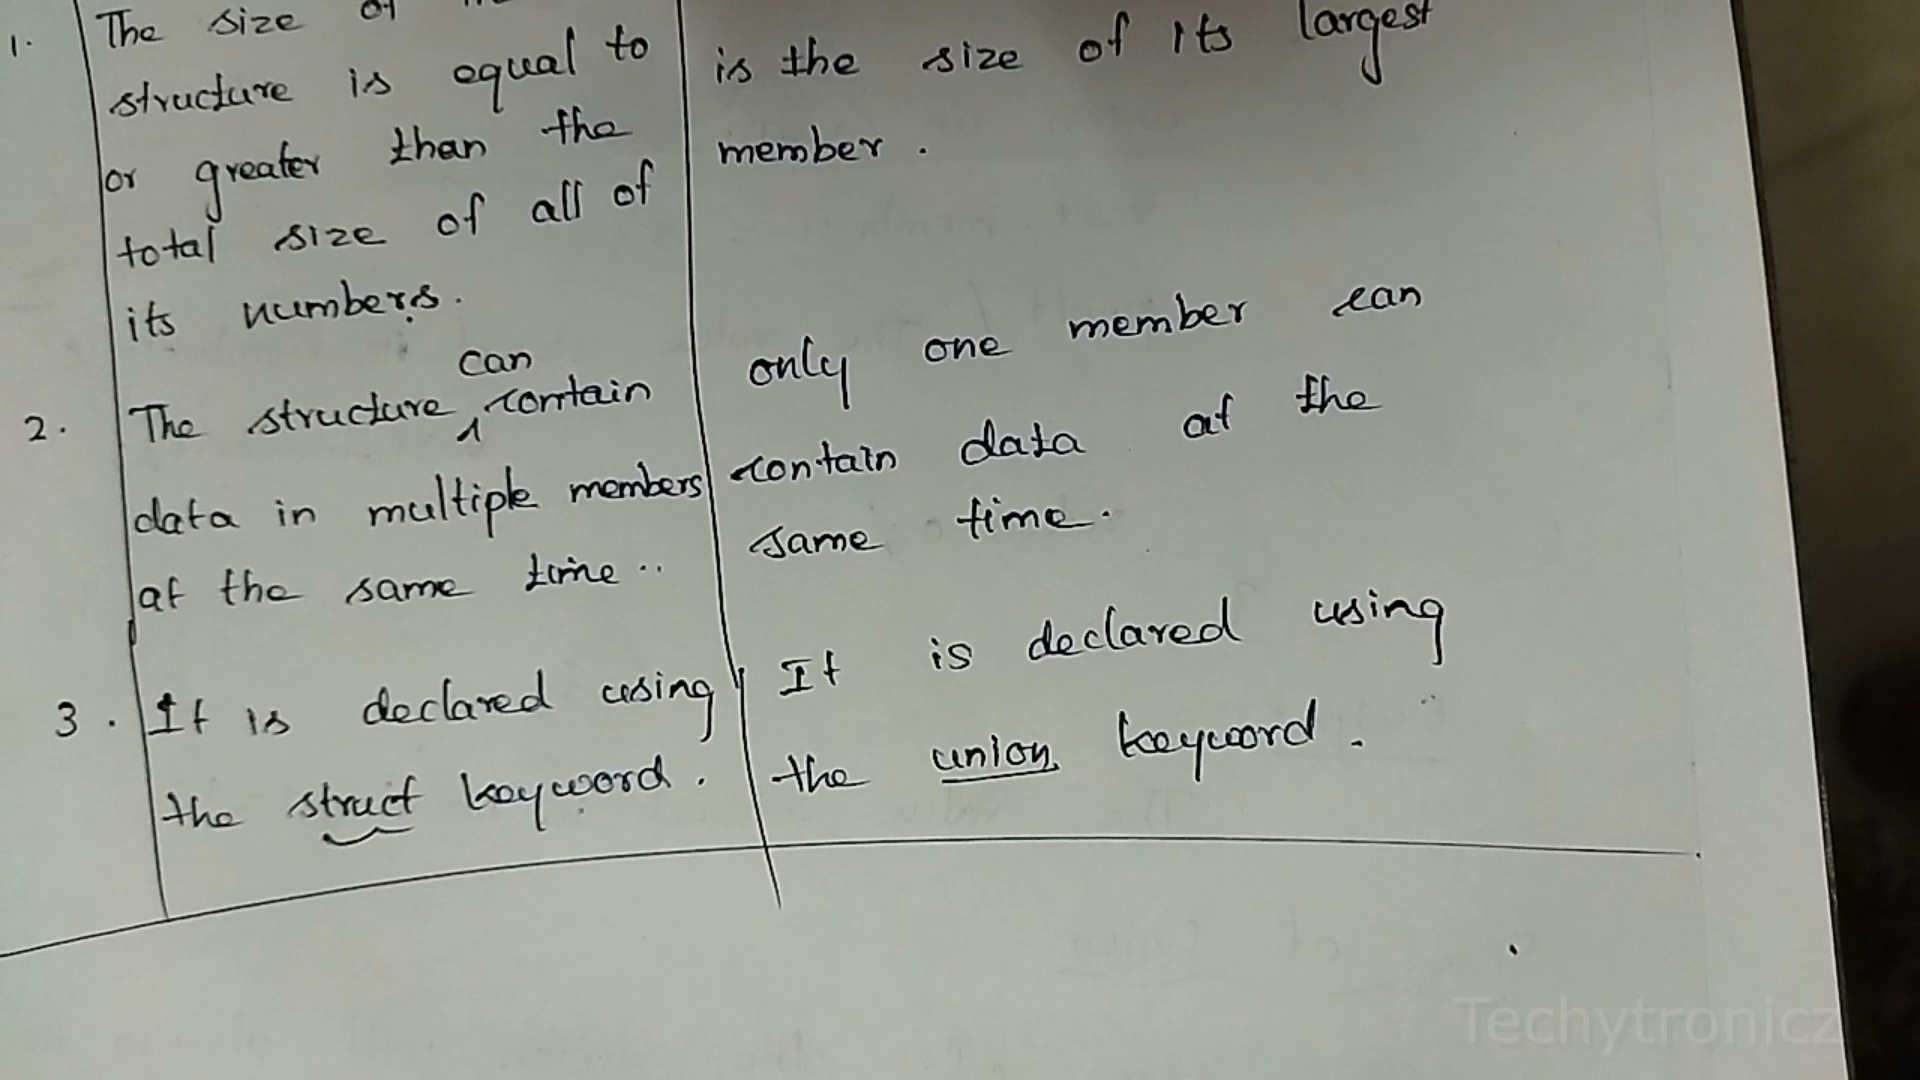 1. The size of
structure is equal to
or greater than the
total size of all of
its numbers.
is the size of its largest
member.
2. The structure can contain
data in multiple members
at the same time..
only one member can
contain data at the
same time.
3. It is declared using
the struct keyword.
It is declared using
the union keyword.
Techytronicz